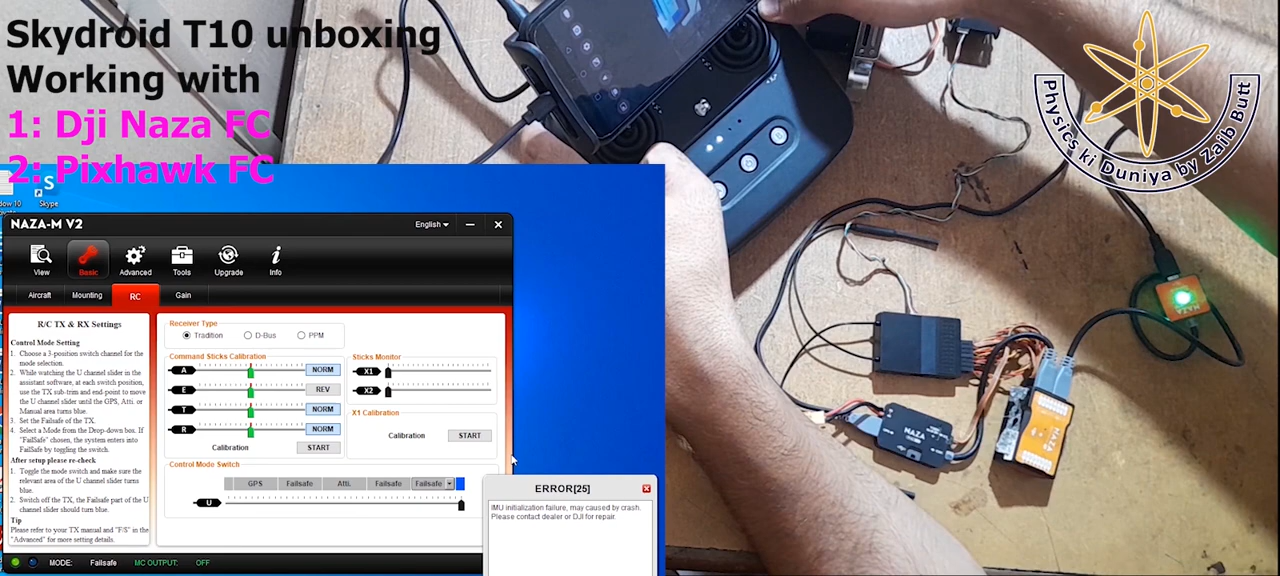 Skydroid T10 unboxing
Working with
1: Dji Naza FC
2: Pixhawk FC
Physics ki Duniya by Zaib Butt
Skype
NAZA-M V2
English
View
Basic
Advanced
Tools
Upgrade
Info
Aircraft
Mounting
RC
Gain
R/C TX & RX Settings
Control Mode Setting
1. Choose a 3-position switch channel for the
mode selection.
2. While watching the U channel slider in the
assistant software, at each switch position,
use the TX sub-trim and end-point to move
the U channel slider until the GPS, Atti. or
Manual area turns blue.
3. Set the Failsafe of the TX.
4. Select a Mode from the Drop-down box. If
"FailSafe" chosen, the system enters into
FailSafe by toggling the switch.
After setup please re-check
1. Toggle the mode switch and make sure the
relevant area of the U channel slider turns
blue.
2. Switch off the TX, the Failsafe part of the U
channel slider should turn blue.
Tip
Please refer to your TX manual and "F/S" in the
"Advanced" for more setting details.
Receiver Type
Tradition
D-Bus
PPM
Command Sticks Calibration
A
NORM
E
REV
T
NORM
R
NORM
Calibration
START
Sticks Monitor
X1
X2
X1 Calibration
Calibration
START
Control Mode Switch
GPS
Failsafe
Atti.
Failsafe
Failsafe
U
ERROR[25]
IMU initialization failure, may caused by crash.
Please contact dealer or DJI for repair.
MODE:
Failsafe
MC OUTPUT:
OFF
NAZA
NAZA
NAZA